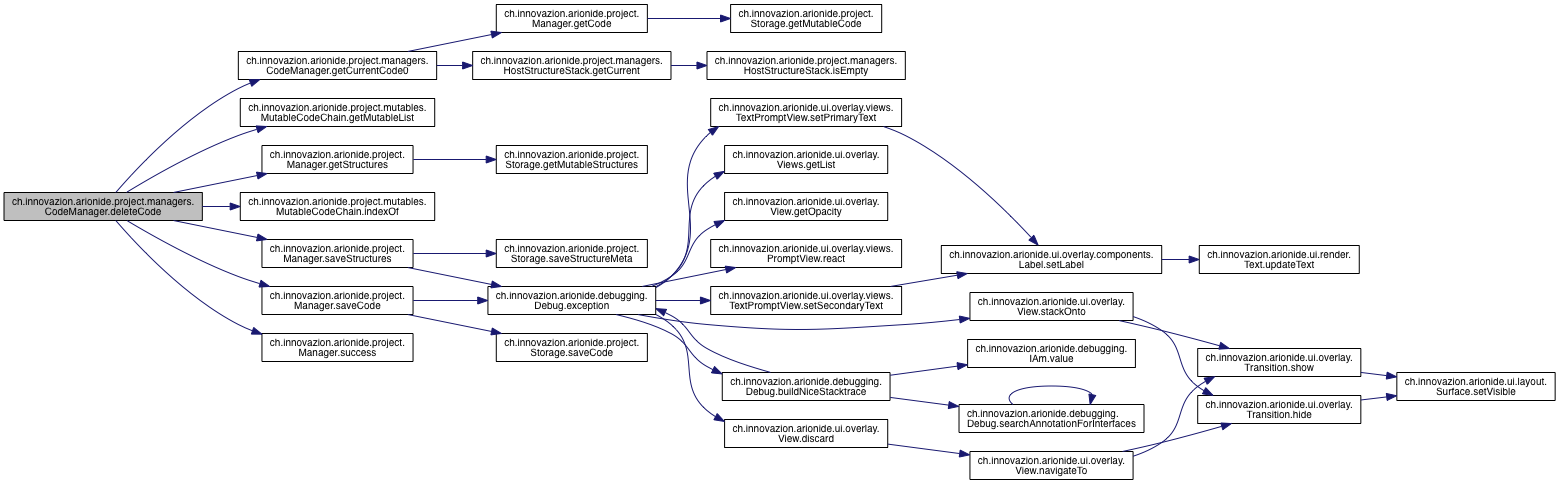 ch.innovazion.arionide.project.managers.
CodeManager.deleteCode
ch.innovazion.arionide.project.managers.
CodeManager.getCurrentCode0
ch.innovazion.arionide.project.mutables.
MutableCodeChain.getMutableList
ch.innovazion.arionide.project.
Manager.getStructures
ch.innovazion.arionide.project.mutables.
MutableCodeChain.indexOf
ch.innovazion.arionide.project.
Manager.saveStructures
ch.innovazion.arionide.project.
Manager.saveCode
ch.innovazion.arionide.project.
Manager.success
ch.innovazion.arionide.project.
Manager.getCode
ch.innovazion.arionide.project.managers.
HostStructureStack.getCurrent
ch.innovazion.arionide.project.
Storage.getMutableStructures
ch.innovazion.arionide.project.
Storage.saveStructureMeta
ch.innovazion.arionide.debugging.
Debug.exception
ch.innovazion.arionide.project.
Storage.saveCode
ch.innovazion.arionide.project.
Storage.getMutableCode
ch.innovazion.arionide.project.managers.
HostStructureStack.isEmpty
ch.innovazion.arionide.ui.overlay.views.
TextPromptView.setPrimaryText
ch.innovazion.arionide.ui.overlay.
Views.getList
ch.innovazion.arionide.ui.overlay.
View.getOpacity
ch.innovazion.arionide.ui.overlay.views.
PromptView.react
ch.innovazion.arionide.ui.overlay.views.
TextPromptView.setSecondaryText
ch.innovazion.arionide.debugging.
Debug.buildNiceStacktrace
ch.innovazion.arionide.ui.overlay.
View.discard
ch.innovazion.arionide.ui.overlay.components.
Label.setLabel
ch.innovazion.arionide.ui.overlay.
View.stackOnto
ch.innovazion.arionide.debugging.
IAm.value
ch.innovazion.arionide.debugging.
Debug.searchAnnotationForInterfaces
ch.innovazion.arionide.ui.overlay.
View.navigateTo
ch.innovazion.arionide.ui.render.
Text.updateText
ch.innovazion.arionide.ui.overlay.
Transition.show
ch.innovazion.arionide.ui.overlay.
Transition.hide
ch.innovazion.arionide.ui.layout.
Surface.setVisible